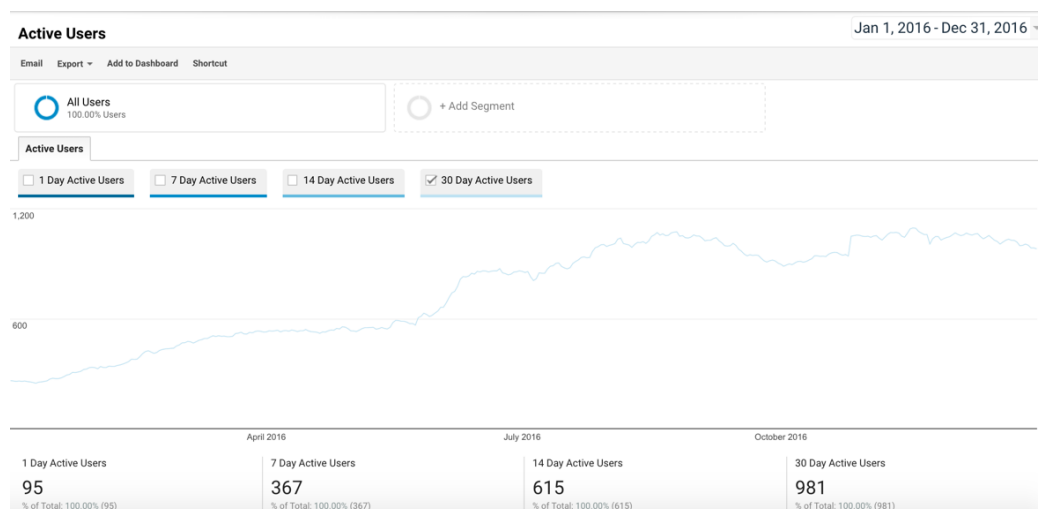 Active Users
Jan 1, 2016 - Dec 31, 2016
Email Export Add to Dashboard Shortcut
All Users
100.00% Users
+ Add Segment
Active Users
1 Day Active Users 7 Day Active Users 14 Day Active Users 30 Day Active Users
1,200
600
April 2016 July 2016 October 2016
1 Day Active Users 7 Day Active Users 14 Day Active Users 30 Day Active Users
95 367 615 981
% of Total: 100.00% (95) % of Total: 100.00% (367) % of Total: 100.00% (615) % of Total: 100.00% (981)